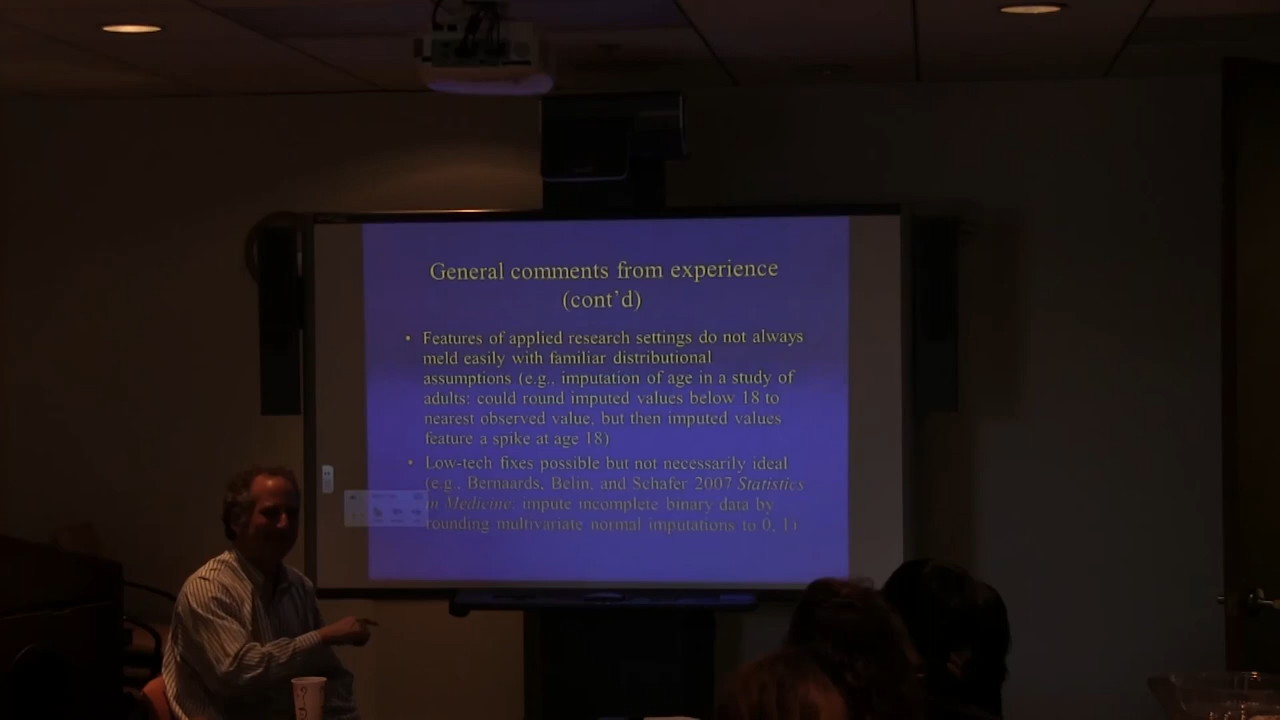 General comments from experience
(cont'd)
• Features of applied research settings do not always
meld easily with familiar distributional
assumptions (e.g., imputation of age in a study of
adults: could round imputed values below 18 to
nearest observed value, but then imputed values
feature a spike at age 18)
• Low-tech fixes possible but not necessarily ideal
(e.g., Bernaards, Belin, and Schafer 2007 Statistics
in Medicine, impute incomplete binary data by
rounding multivariate normal imputations to 0, 1)